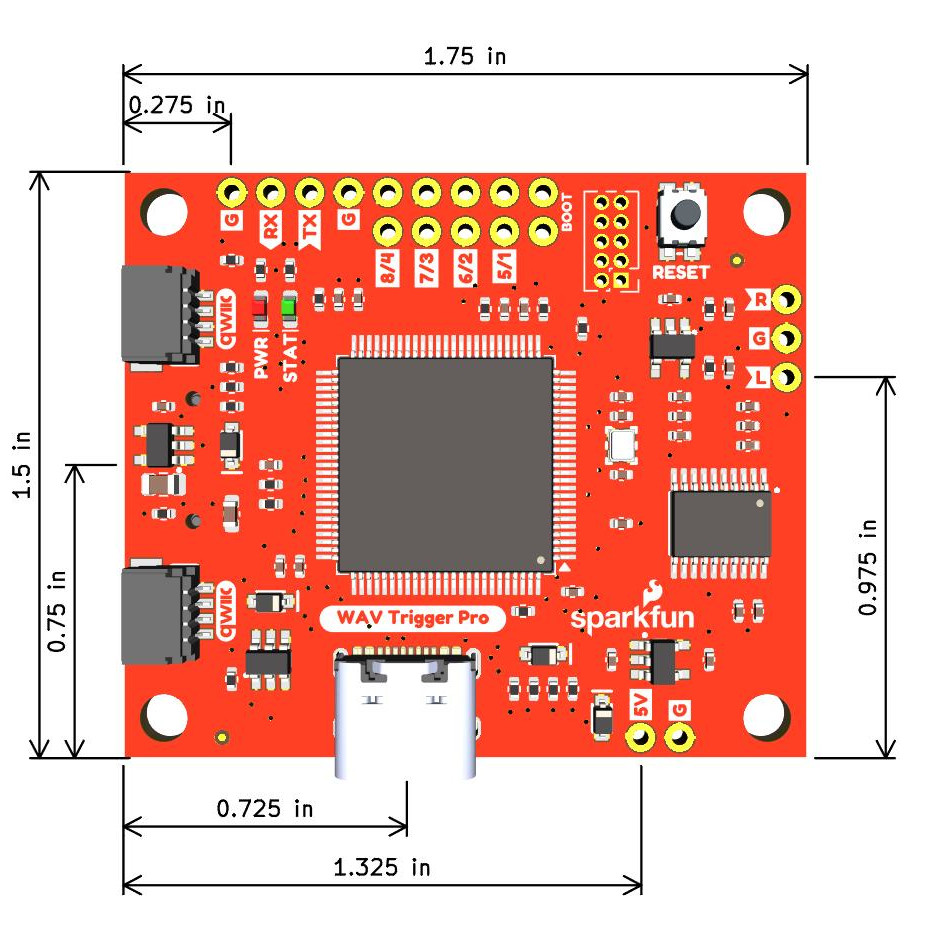 1.75 in
0.275 in
G
RX
TX
G
BOOT
8/4
7/3
6/2
5/1
RESET
R
G
L
qwiic
PWR
STAT
1.5 in
0.75 in
0.975 in
qwiic
WAV Trigger Pro
sparkfun
5V
G
0.725 in
1.325 in